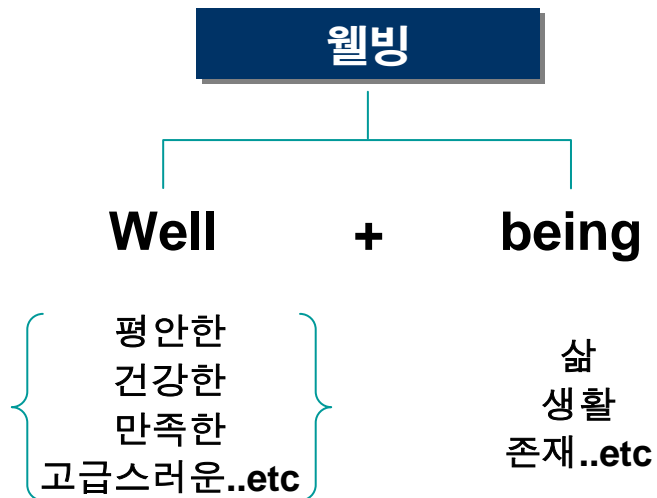 웰빙
Well + being
평안한
건강한
만족한
고급스러운..etc
삶
생활
존재..etc